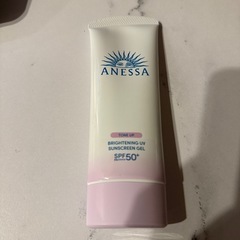 ANESSA
TONE UP
BRIGHTENING UV
SUNSCREEN GEL
SPF50+